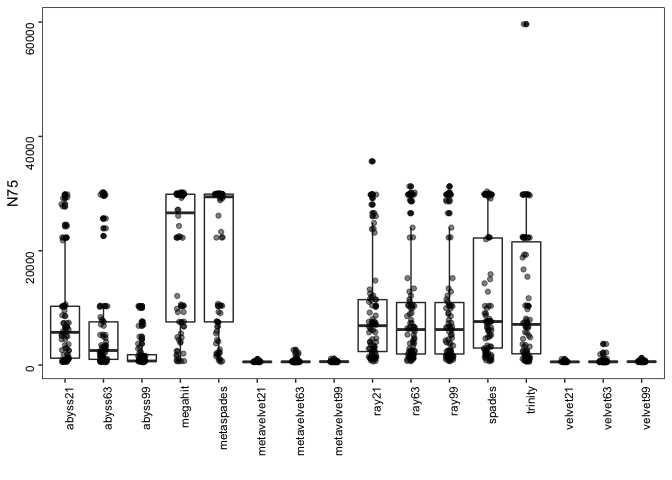 N75
60000
40000
20000
0
abyss21
abyss63
abyss99
megahit
metaspades
metavelvet21
metavelvet63
metavelvet99
ray21
ray63
ray99
spades
trinity
velvet21
velvet63
velvet99